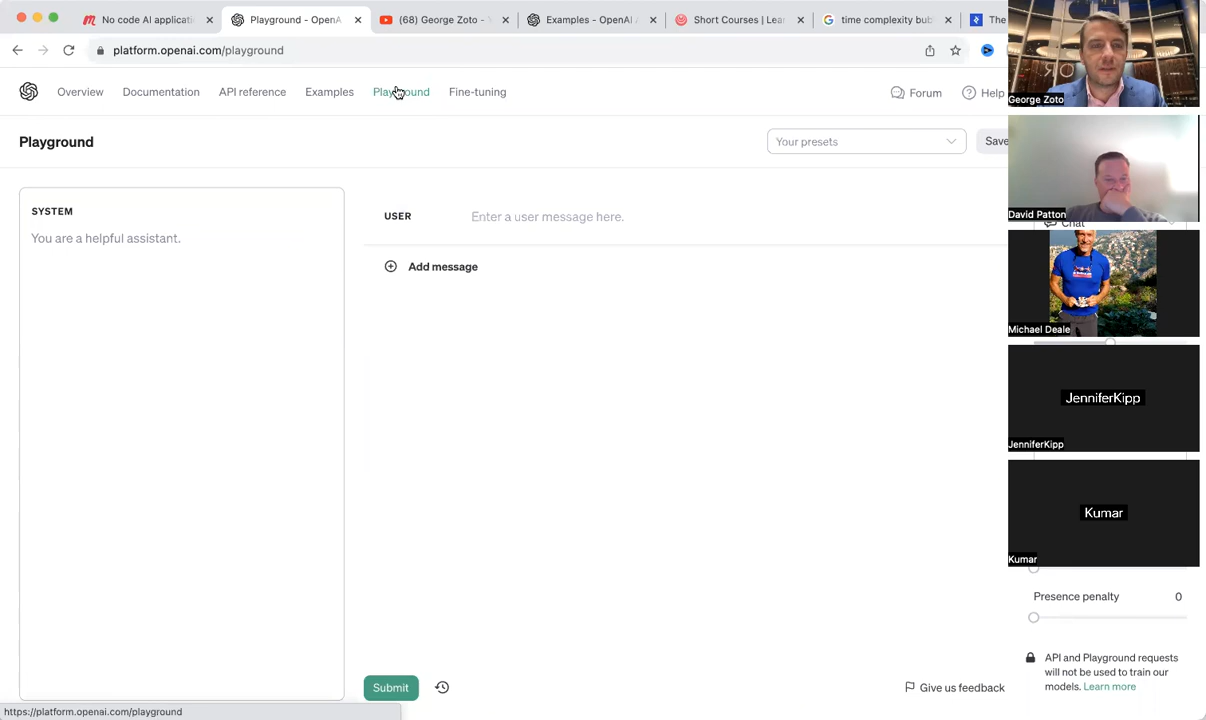 No code AI applicati
Playground - OpenA
(68) George Zoto -
Examples - OpenAI
Short Courses | Lea
time complexity bub
The
platform.openai.com/playground
Overview
Documentation
API reference
Examples
Playground
Fine-tuning
Forum
Help
George Zoto
Playground
Your presets
Save
SYSTEM
You are a helpful assistant.
USER
Enter a user message here.
Add message
David Patton
Chat
Michael Deale
JenniferKipp
JenniferKipp
Kumar
Kumar
Presence penalty 0
API and Playground requests
will not be used to train our
models. Learn more
Submit
Give us feedback
https://platform.openai.com/playground